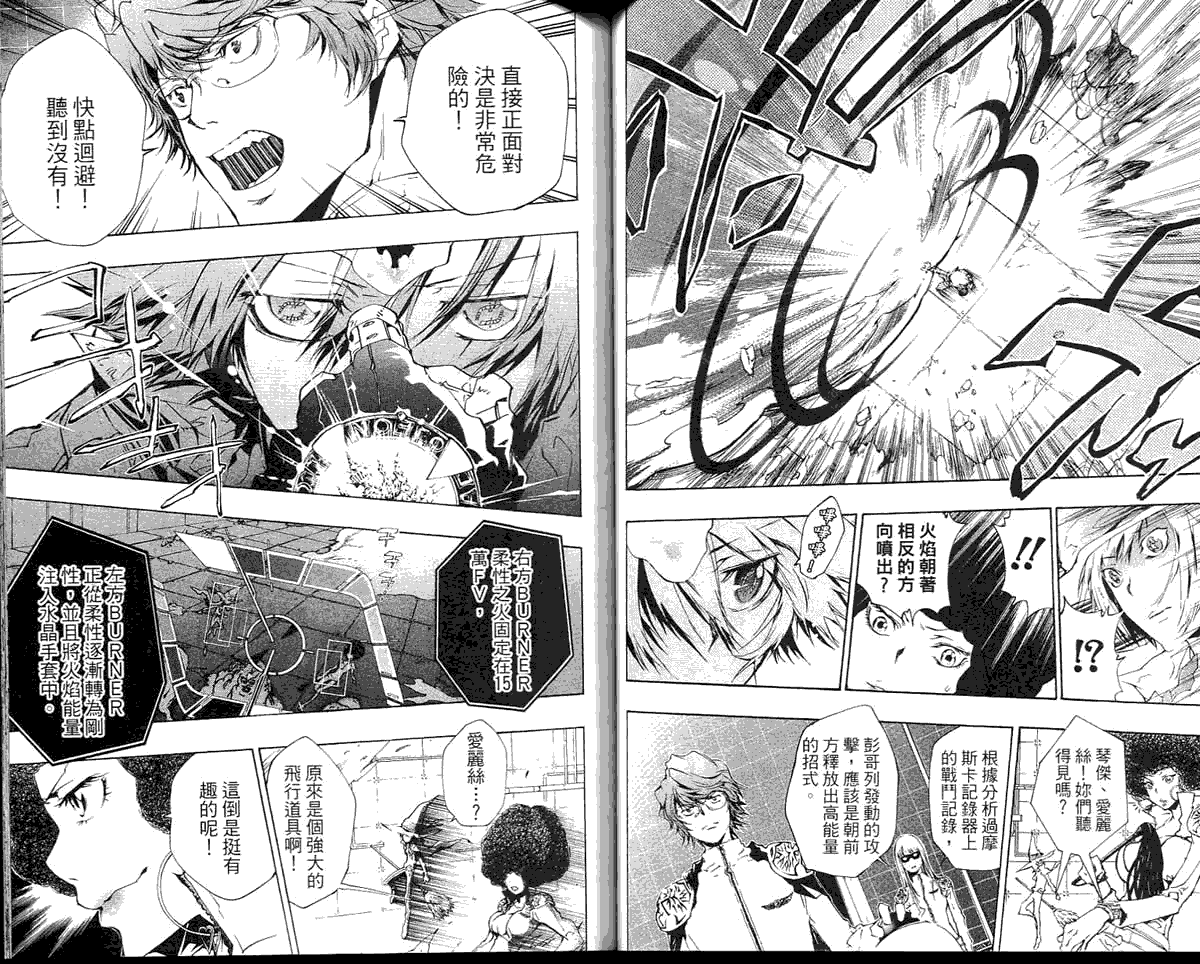 !?
!!
火焰朝著
相反的方
向噴出?
嗶嗶嗶!
琴傑、愛麗
絲!妳們聽
得見嗎?
根據分析過摩
斯卡記錄器上
的戰鬥記錄,
彭哥列發動的攻
擊,應該是朝前
方釋放出高能量
的招式。
直接正面對
決是非常危
險的!
快點迴避!
聽到沒有!
右方BURNER
柔性之火固定在15
萬FV,
左方BURNER
正從柔性逐漸轉為剛
性,並且將火焰能量
注入水晶手套中。
愛麗絲…?
原來是個強大的
飛行道具啊!
這倒是挺有
趣的呢!